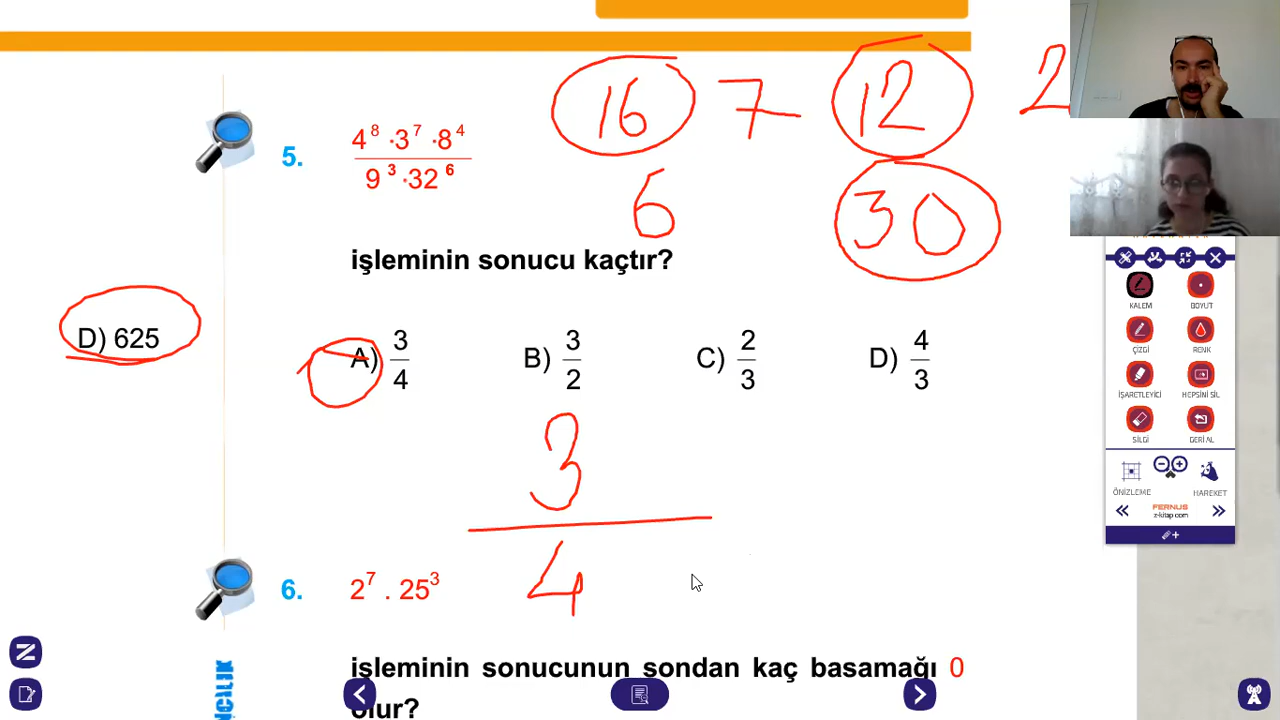 16 7 12 2
5. 4⁸ · 3⁷ · 8⁴
9³ · 32⁶
6 30
işleminin sonucu kaçtır?
D) 625
A) 3/4 B) 3/2 C) 2/3 D) 4/3
3
4
6. 2⁷ . 25³
işleminin sonucunun sondan kaç basamağı 0
olur?
KALEM BOYUT
ÇİZGİ RENK
İŞARETLEYİCİ HEPSİNİ SİL
SİLGİ GERİ AL
ÖNİZLEME HAREKET
FERNUS
z-kitap.com